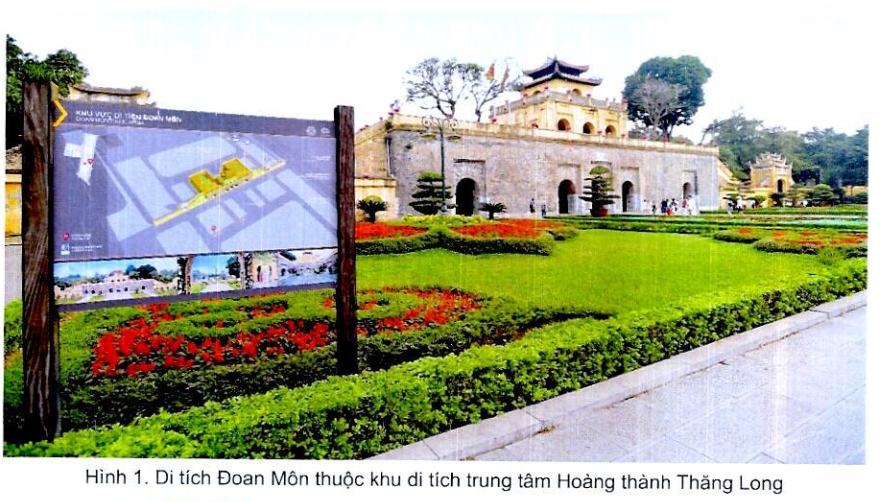 KHU VỰC DI TÍCH ĐOAN MÔN
Hình 1. Di tích Đoan Môn thuộc khu di tích trung tâm Hoàng thành Thăng Long